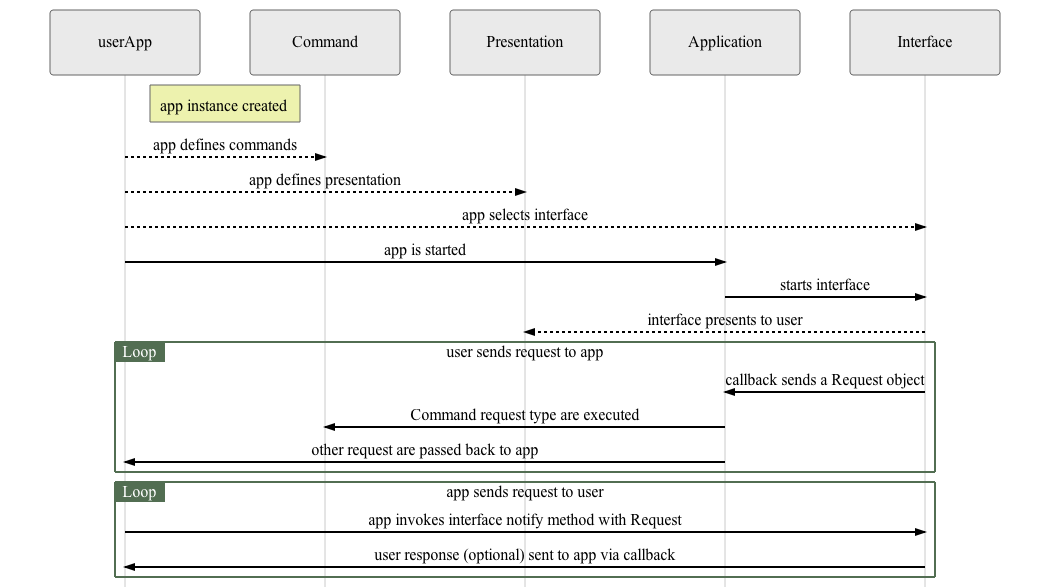 userApp
Command
Presentation
Application
Interface
app instance created
app defines commands
app defines presentation
app selects interface
app is started
starts interface
interface presents to user
Loop
user sends request to app
callback sends a Request object
Command request type are executed
other request are passed back to app
Loop
app sends request to user
app invokes interface notify method with Request
user response (optional) sent to app via callback